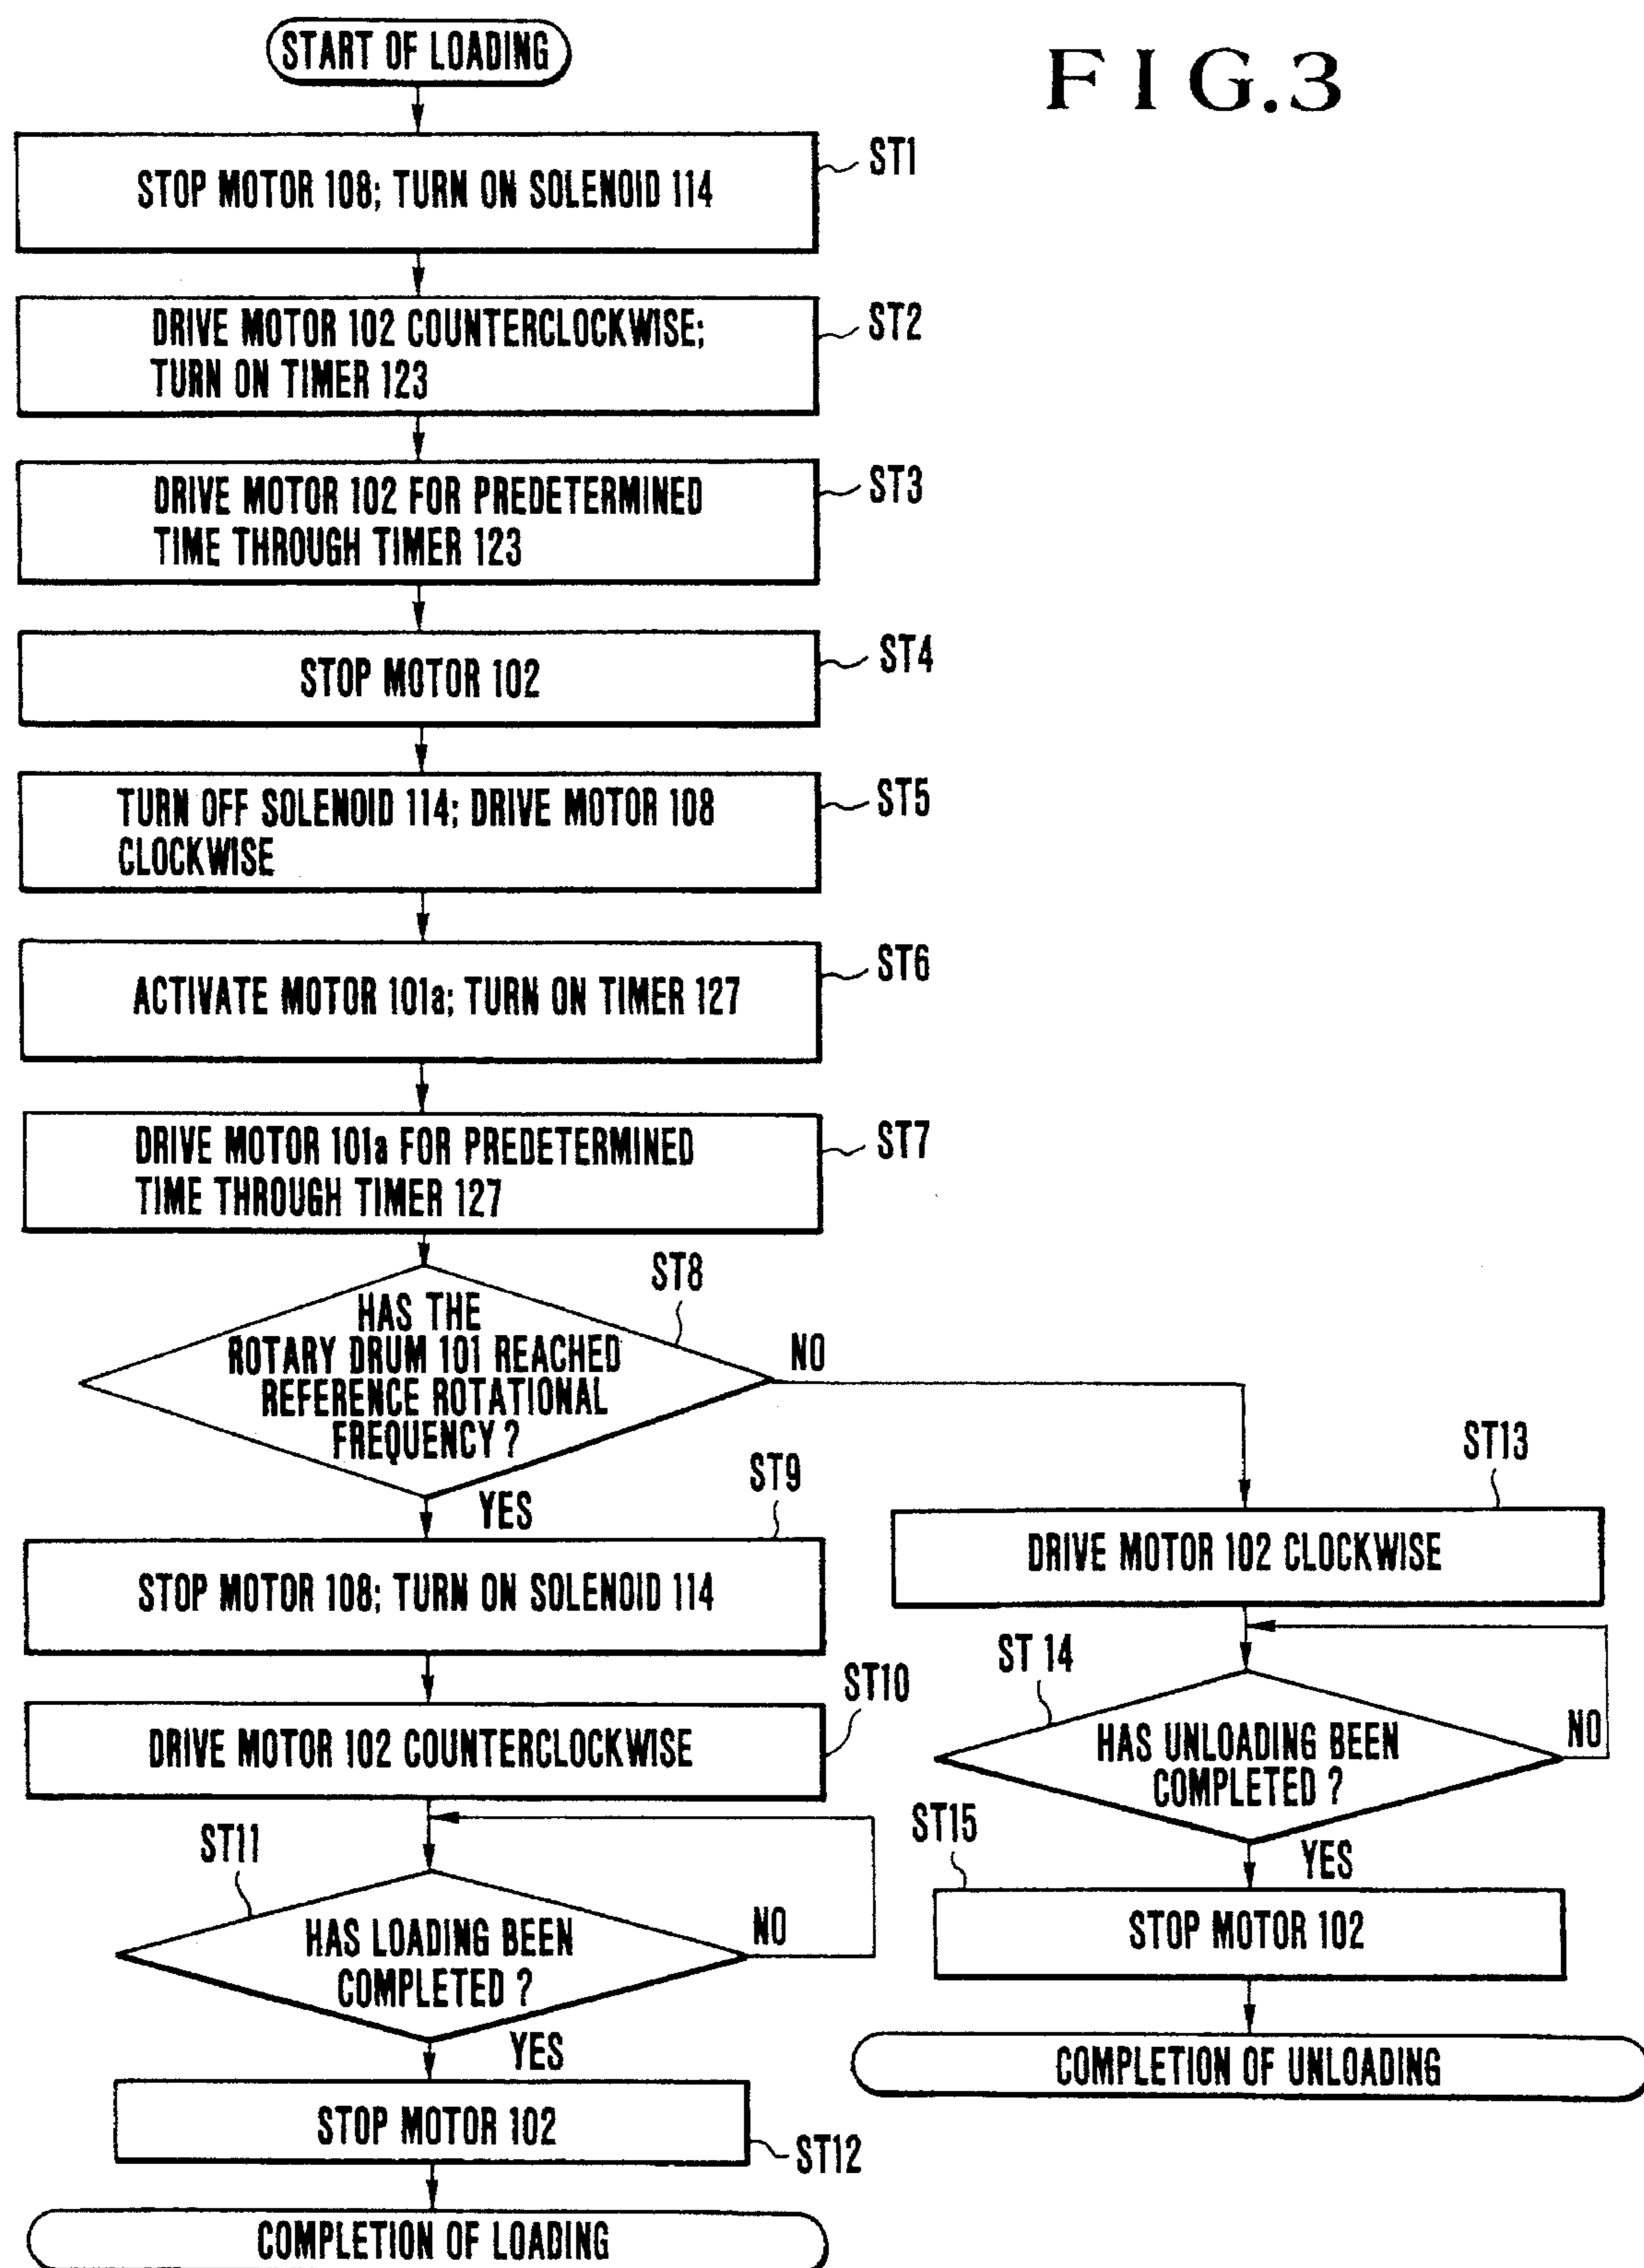 START OF LOADING
FIG.3
STOP MOTOR 108; TURN ON SOLENOID 114
ST1
DRIVE MOTOR 102 COUNTERCLOCKWISE;
TURN ON TIMER 123
ST2
DRIVE MOTOR 102 FOR PREDETERMINED
TIME THROUGH TIMER 123
ST3
STOP MOTOR 102
ST4
TURN OFF SOLENOID 114; DRIVE MOTOR 108
CLOCKWISE
ST5
ACTIVATE MOTOR 101a; TURN ON TIMER 127
ST6
DRIVE MOTOR 101a FOR PREDETERMINED
TIME THROUGH TIMER 127
ST7
ST8
HAS THE
ROTARY DRUM 101 REACHED
REFERENCE ROTATIONAL
FREQUENCY ?
NO
YES
ST9
STOP MOTOR 108; TURN ON SOLENOID 114
ST10
DRIVE MOTOR 102 COUNTERCLOCKWISE
ST11
HAS LOADING BEEN
COMPLETED ?
NO
YES
STOP MOTOR 102
ST12
COMPLETION OF LOADING
ST13
DRIVE MOTOR 102 CLOCKWISE
ST 14
HAS UNLOADING BEEN
COMPLETED ?
NO
YES
ST15
STOP MOTOR 102
COMPLETION OF UNLOADING